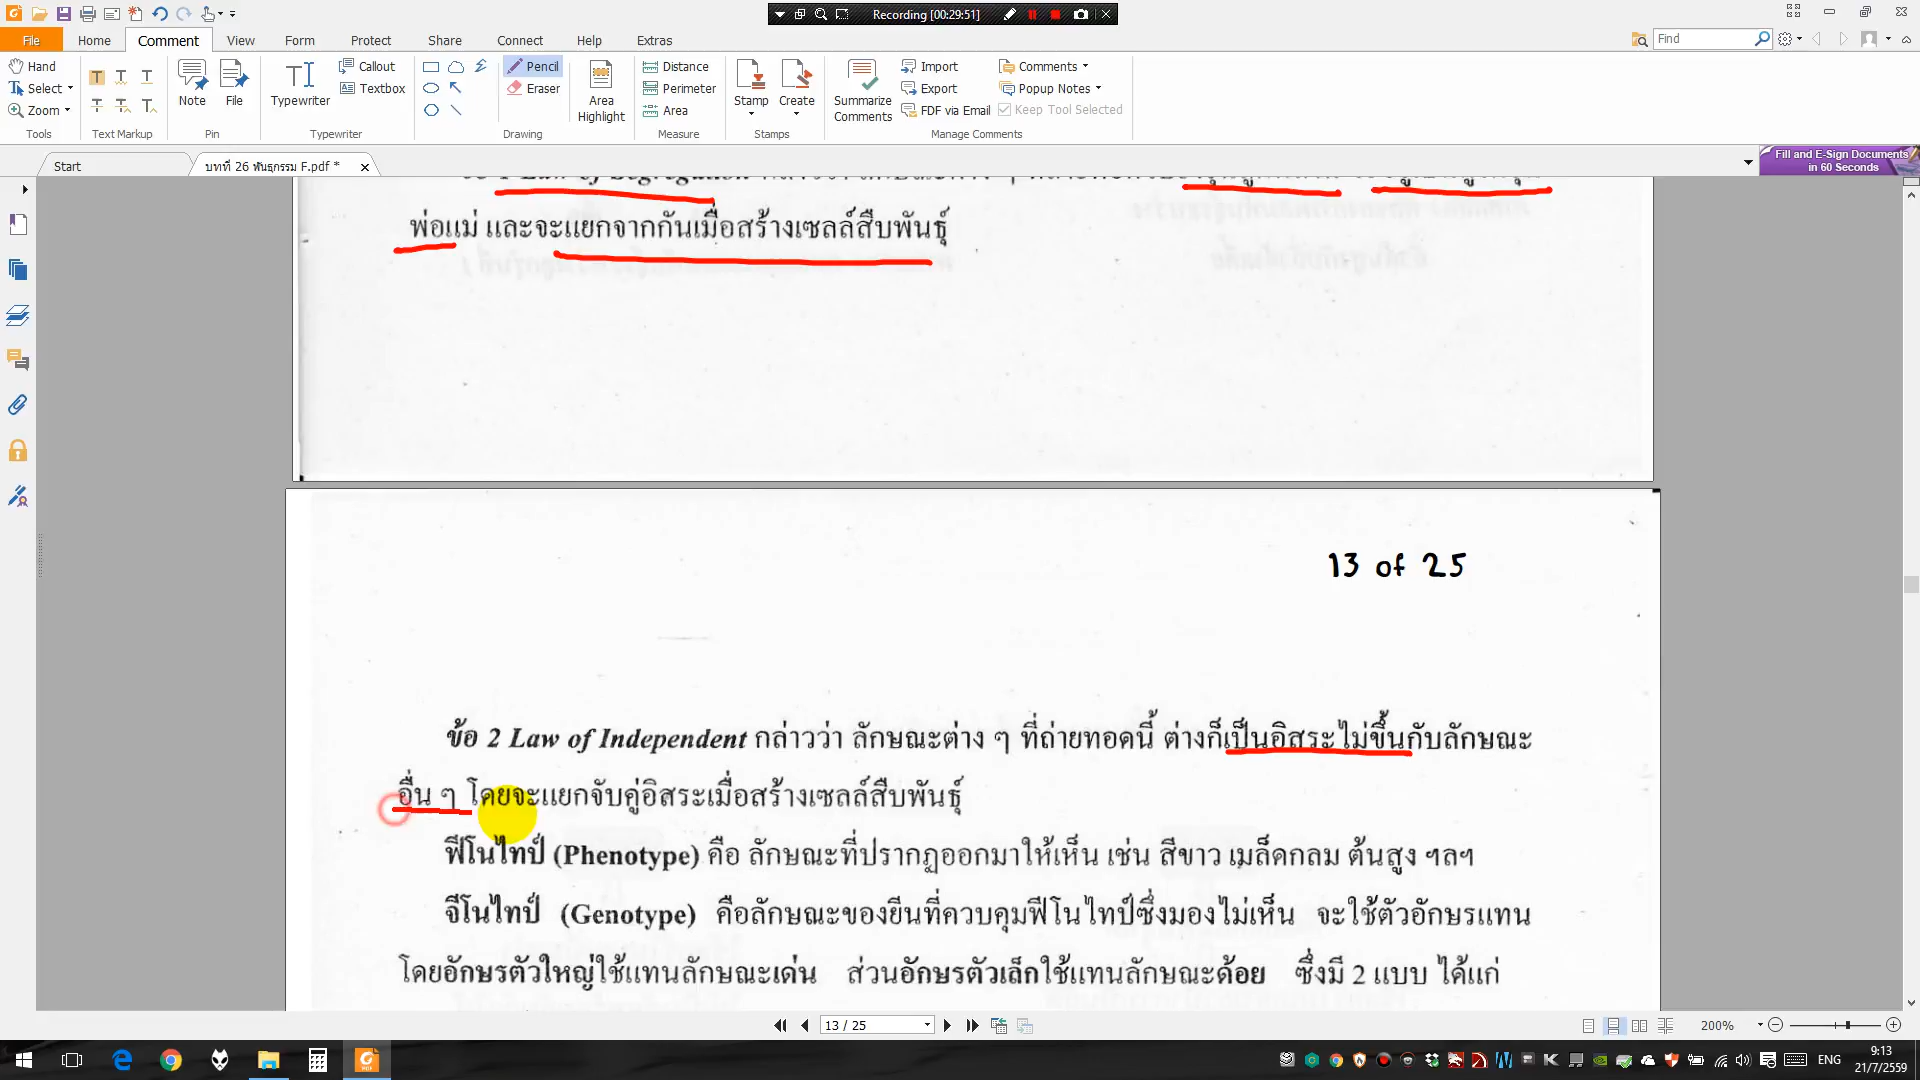 Recording [00:29:51]
File Home Comment View Form Protect Share Connect Help Extras
Find
Hand
Select
Zoom
Tools
Text Markup
Note
File
Pin
Typewriter
Callout
Textbox
Typewriter
Pencil
Eraser
Drawing
Area
Highlight
Distance
Perimeter
Area
Measure
Stamp
Create
Stamps
Summarize
Comments
Import
Export
FDF via Email
Comments
Popup Notes
Keep Tool Selected
Manage Comments
Start
บทที่ 26 พันธุกรรม F.pdf *
Fill and E-Sign Documents
in 60 Seconds
พ่อแม่ และจะแยกจากกันเมื่อสร้างเซลล์สืบพันธุ์
13 of 25
ข้อ 2 Law of Independent กล่าวว่า ลักษณะต่าง ๆ ที่ถ่ายทอดนี้ ต่างก็เป็นอิสระไม่ขึ้นกับลักษณะ
อื่น ๆ โดยจะแยกจับคู่อิสระเมื่อสร้างเซลล์สืบพันธุ์
ฟีโนไทป์ (Phenotype) คือ ลักษณะที่ปรากฏออกมาให้เห็น เช่น สีขาว เมล็ดกลม ต้นสูง ฯลฯ
จีโนไทป์ (Genotype) คือลักษณะของยีนที่ควบคุมฟีโนไทป์ซึ่งมองไม่เห็น จะใช้ตัวอักษรแทน
โดยอักษรตัวใหญ่ใช้แทนลักษณะเด่น ส่วนอักษรตัวเล็กใช้แทนลักษณะด้อย ซึ่งมี 2 แบบ ได้แก่
13 / 25
200%
ENG
9:13
21/7/2559